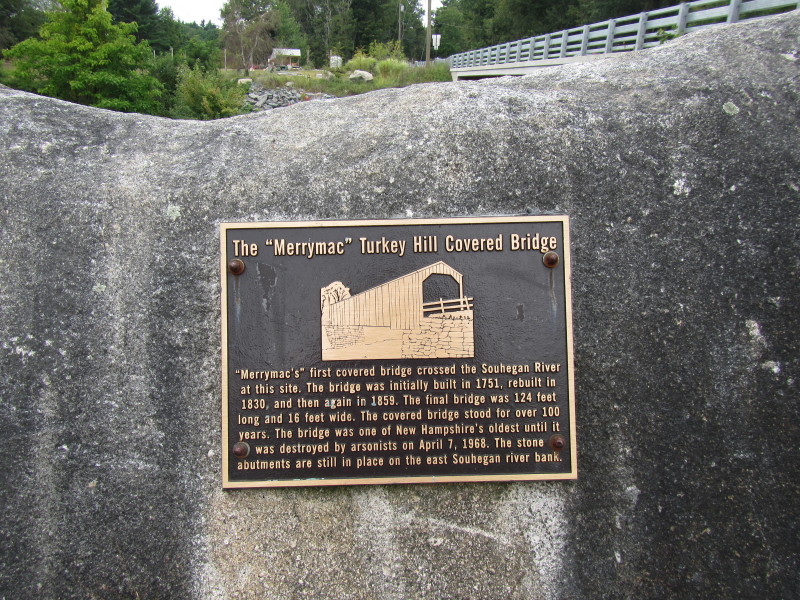 The "Merrymac" Turkey Hill Covered Bridge
"Merrymac's" first covered bridge crossed the Souhegan River
at this site. The bridge was initially built in 1751, rebuilt in
1830, and then again in 1859. The final bridge was 124 feet
long and 16 feet wide. The covered bridge stood for over 100
years. The bridge was one of New Hampshire's oldest until it
was destroyed by arsonists on April 7, 1968. The stone
abutments are still in place on the east Souhegan river bank.